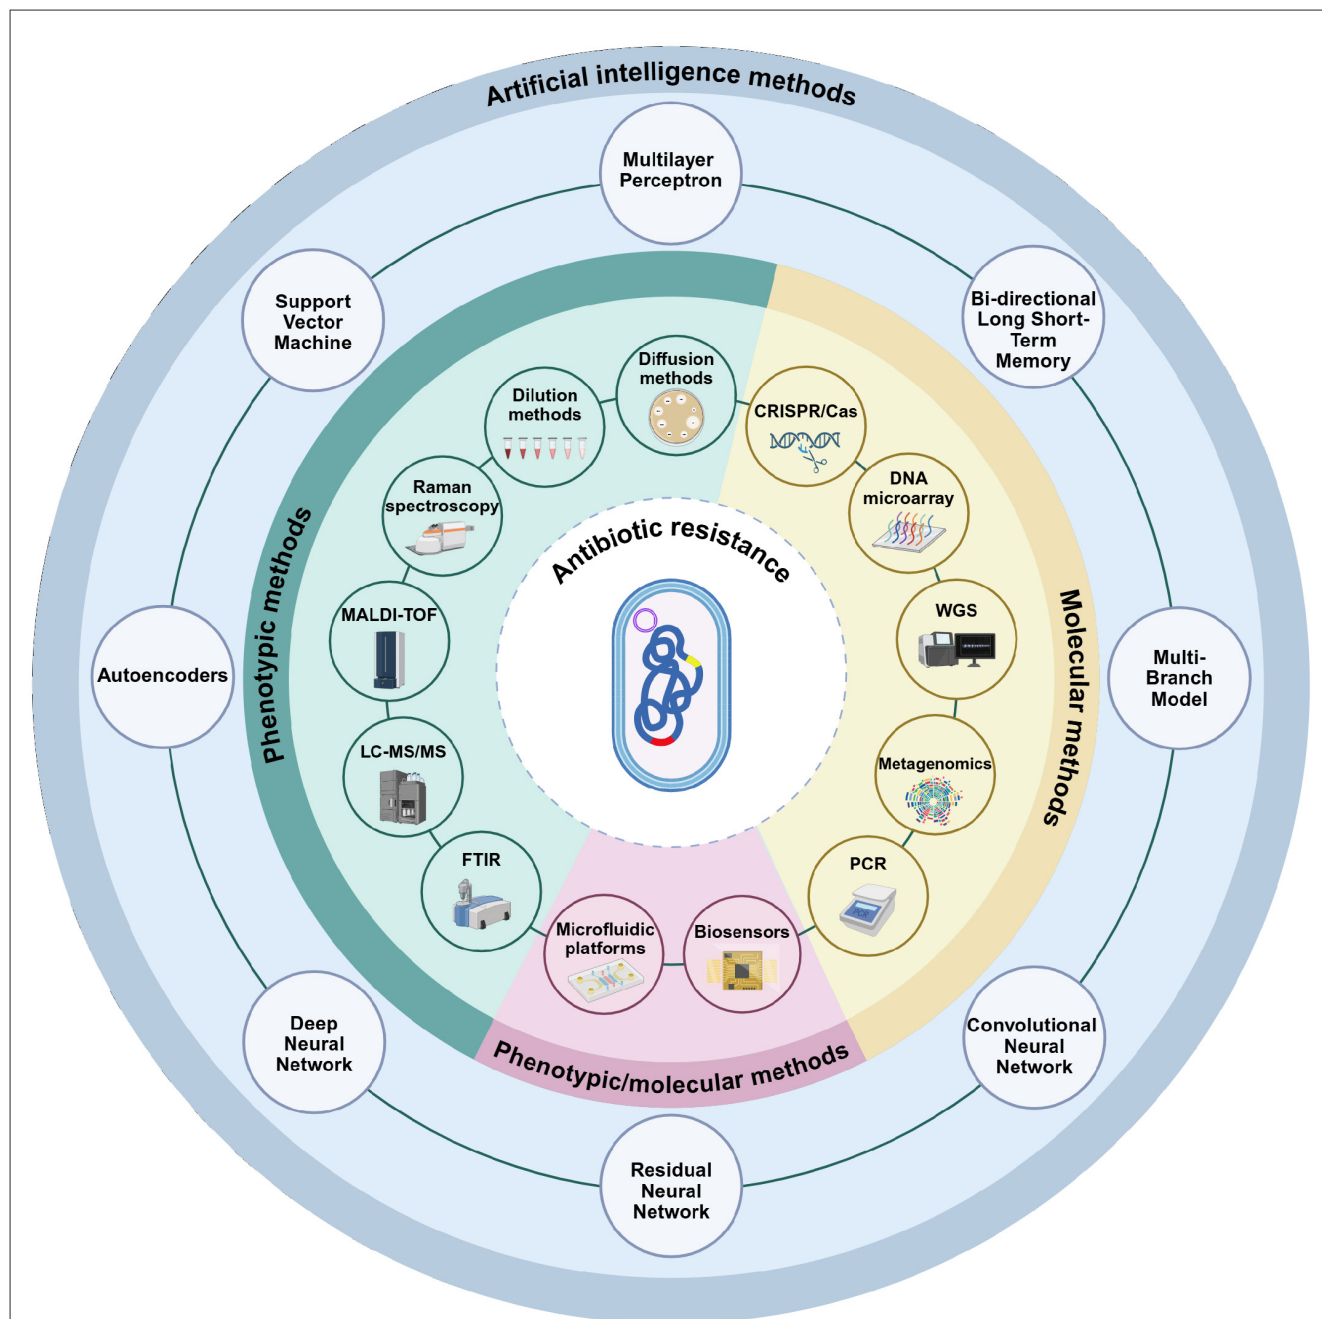 Artificial intelligence methods
Multilayer
Perceptron
Bi-directional
Long Short-
Term
Memory
Multi-
Branch
Model
Convolutional
Neural
Network
Residual
Neural
Network
Deep
Neural
Network
Autoencoders
Support
Vector
Machine
Phenotypic methods
Diffusion
methods
Dilution
methods
Raman
spectroscopy
MALDI-TOF
LC-MS/MS
FTIR
Molecular methods
CRISPR/Cas
DNA
microarray
WGS
Metagenomics
PCR
PCR
Phenotypic/molecular methods
Microfluidic
platforms
Biosensors
Antibiotic resistance